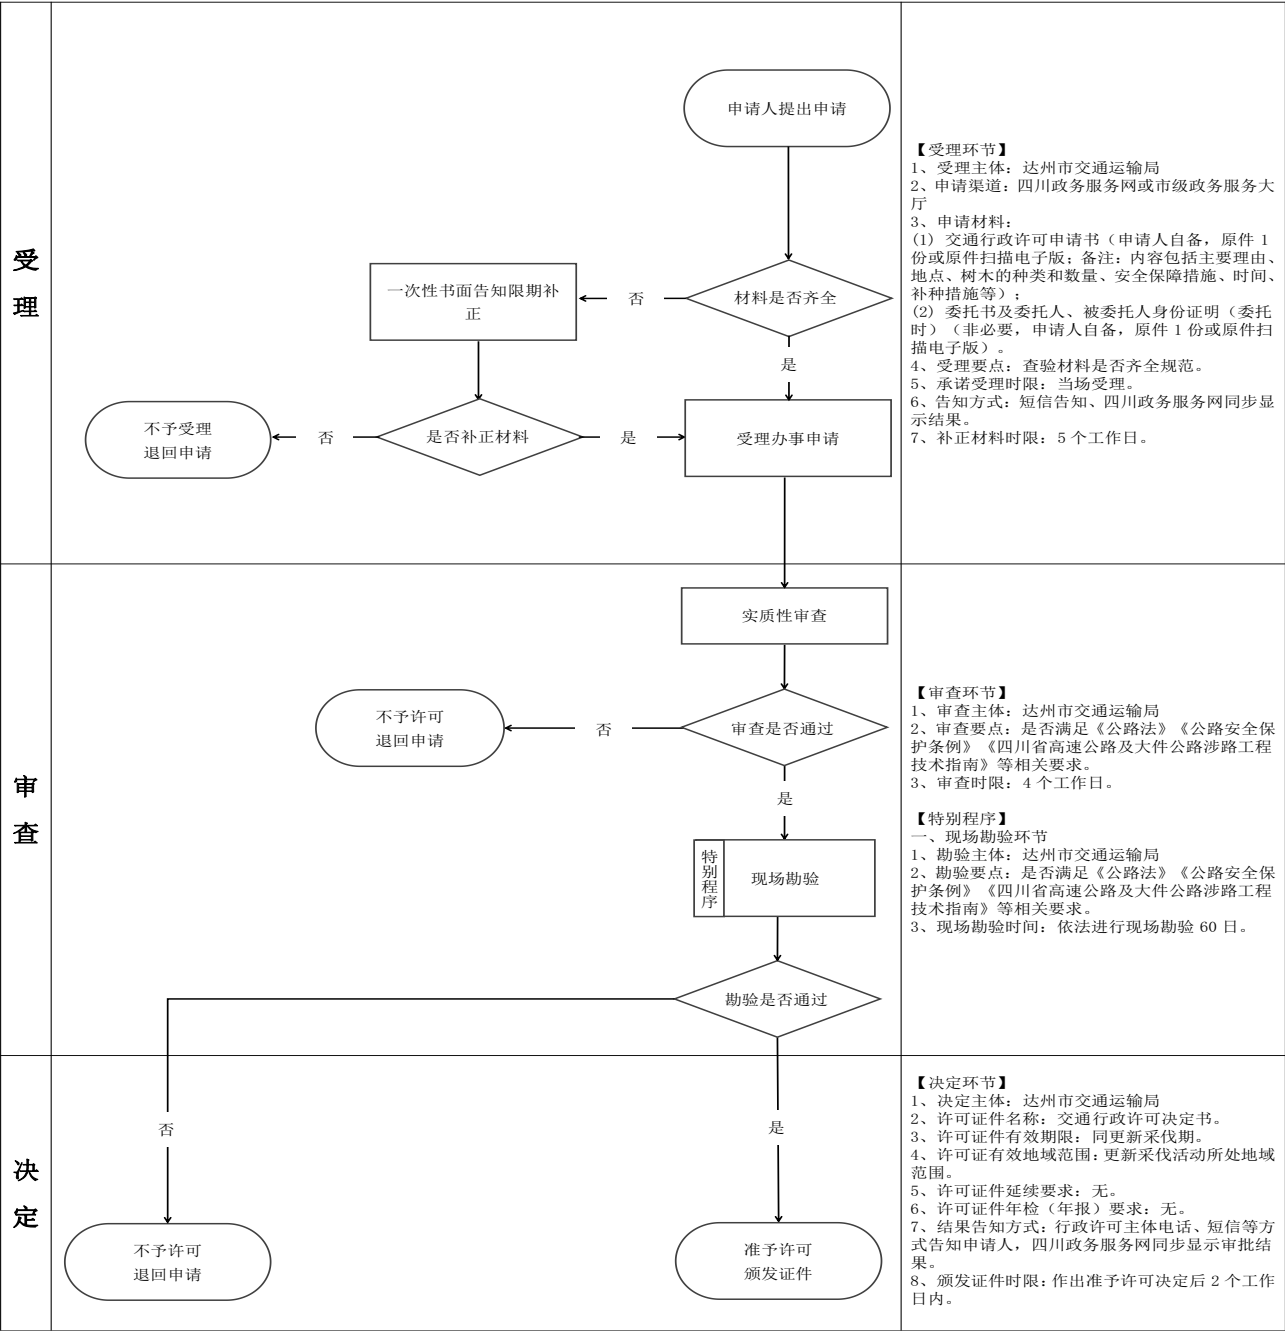 受
理
申请人提出申请
材料是否齐全
否
一次性书面告知限期补
正
是
是否补正材料
否
不予受理
退回申请
是
受理办事申请
【受理环节】
1、受理主体：达州市交通运输局
2、申请渠道：四川政务服务网或市级政务服务大
厅
3、申请材料：
(1) 交通行政许可申请书（申请人自备，原件 1
份或原件扫描电子版；备注：内容包括主要理由、
地点、树木的种类和数量、安全保障措施、时间、
补种措施等）；
(2) 委托书及委托人、被委托人身份证明（委托
时）（非必要，申请人自备，原件 1 份或原件扫
描电子版）。
4、受理要点：查验材料是否齐全规范。
5、承诺受理时限：当场受理。
6、告知方式：短信告知、四川政务服务网同步显
示结果。
7、补正材料时限：5 个工作日。
审
查
实质性审查
审查是否通过
否
不予许可
退回申请
是
特别程序
现场勘验
勘验是否通过
【审查环节】
1、审查主体：达州市交通运输局
2、审查要点：是否满足《公路法》《公路安全保
护条例》《四川省高速公路及大件公路涉路工程
技术指南》等相关要求。
3、审查时限：4 个工作日。
【特别程序】
一、现场勘验环节
1、勘验主体：达州市交通运输局
2、勘验要点：是否满足《公路法》《公路安全保
护条例》《四川省高速公路及大件公路涉路工程
技术指南》等相关要求。
3、现场勘验时间：依法进行现场勘验 60 日。
决
定
否
不予许可
退回申请
是
准予许可
颁发证件
【决定环节】
1、决定主体：达州市交通运输局
2、许可证件名称：交通行政许可决定书。
3、许可证件有效期限：同更新采伐期。
4、许可证有效地域范围：更新采伐活动所处地域
范围。
5、许可证件延续要求：无。
6、许可证件年检（年报）要求：无。
7、结果告知方式：行政许可主体电话、短信等方
式告知申请人，四川政务服务网同步显示审批结
果。
8、颁发证件时限：作出准予许可决定后 2 个工作
日内。